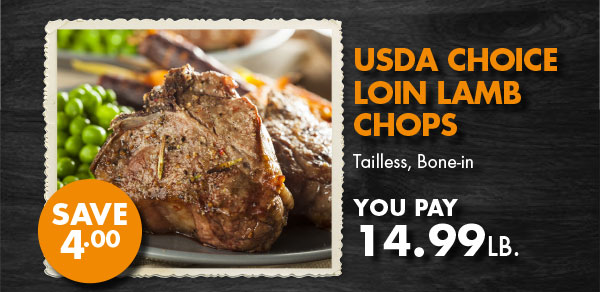 USDA CHOICE
LOIN LAMB
CHOPS
Tailless, Bone-in
YOU PAY
14.99LB.
SAVE
4.00